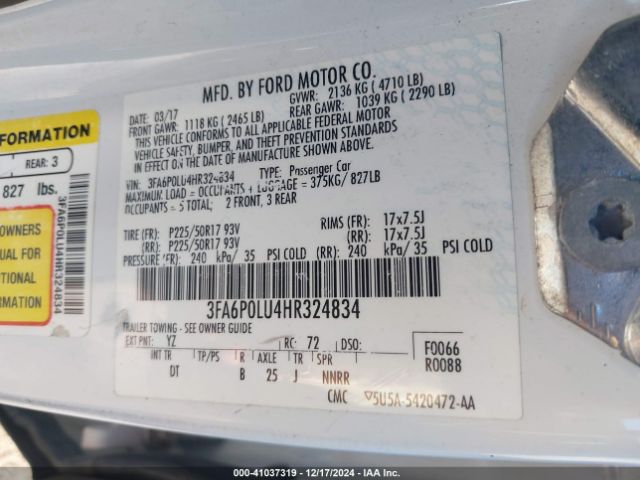 MFD. BY FORD MOTOR CO.
DATE: 03/17
GVWR: 2136 KG ( 4710 LB)
FRONT GAWR: 1118 KG ( 2465 LB)
REAR GAWR: 1039 KG ( 2290 LB)
THIS VEHICLE CONFORMS TO ALL APPLICABLE FEDERAL MOTOR
VEHICLE SAFETY, BUMPER, AND THEFT PREVENTION STANDARDS
IN EFFECT ON THE DATE OF MANUFACTURE SHOWN ABOVE.
VIN: 3FA6P0LU4HR324834 TYPE: Passenger Car
MAXIMUM LOAD = OCCUPANTS + LUGGAGE = 375KG/ 827LB
OCCUPANTS = 5 TOTAL; 2 FRONT, 3 REAR
TIRE (FR): P225/50R17 93V RIMS (FR): 17x7.5J
(RR): P225/50R17 93V (RR): 17x7.5J
PRESSURE (FR): 240 kPa/ 35 PSI COLD (RR): 240 kPa/ 35 PSI COLD
3FA6P0LU4HR324834
TRAILER TOWING - SEE OWNER GUIDE
EXT PNT: YZ RC: 72 DSO:
F0066
R0088
INT TR TP/PS R AXLE TR SPR
DT B 25 J NNRR
CMC 5U5A-5420472-AA
FORMATION
REAR: 3
827 lbs.
OWNERS
UAL FOR
TIONAL
RMATION
3FA6P0LU4HR324834
000-41037319 | 12/17/2024 | IAA Inc.